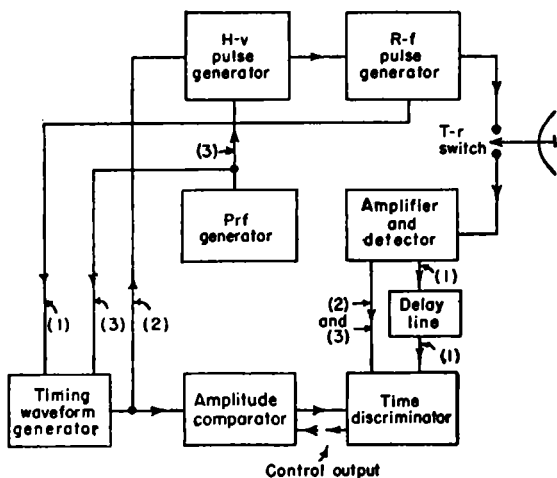 H-v
pulse
generator
R-f
pulse
generator
T-r
switch
(3)
Prf
generator
Amplifier
and
detector
(1)
(2)
and
(3)
Delay
line
(1)
(1)
(3)
(2)
Timing
waveform
generator
Amplitude
comparator
Time
discriminator
Control output